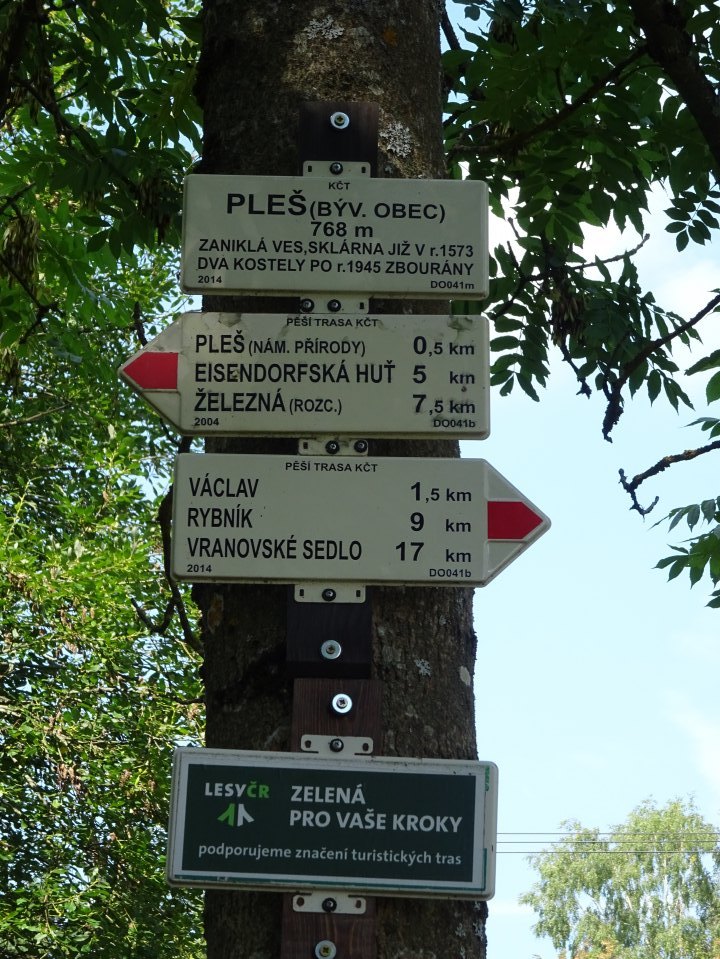 KČT
PLEŠ (BÝV. OBEC)
768 m
ZANIKLÁ VES, SKLÁRNA JIŽ V r.1573
DVA KOSTELY PO r.1945 ZBOURÁNY
2014 DO041m
PĚŠÍ TRASA KČT
PLEŠ (NÁM. PŘÍRODY) 0,5 km
EISENDORFSKÁ HUŤ 5 km
ŽELEZNÁ (ROZC.) 7,5 km
2004 DO041b
PĚŠÍ TRASA KČT
VÁCLAV 1,5 km
RYBNÍK 9 km
VRANOVSKÉ SEDLO 17 km
2014 DO041b
LESYČR ZELENÁ
PRO VAŠE KROKY
podporujeme značení turistických tras